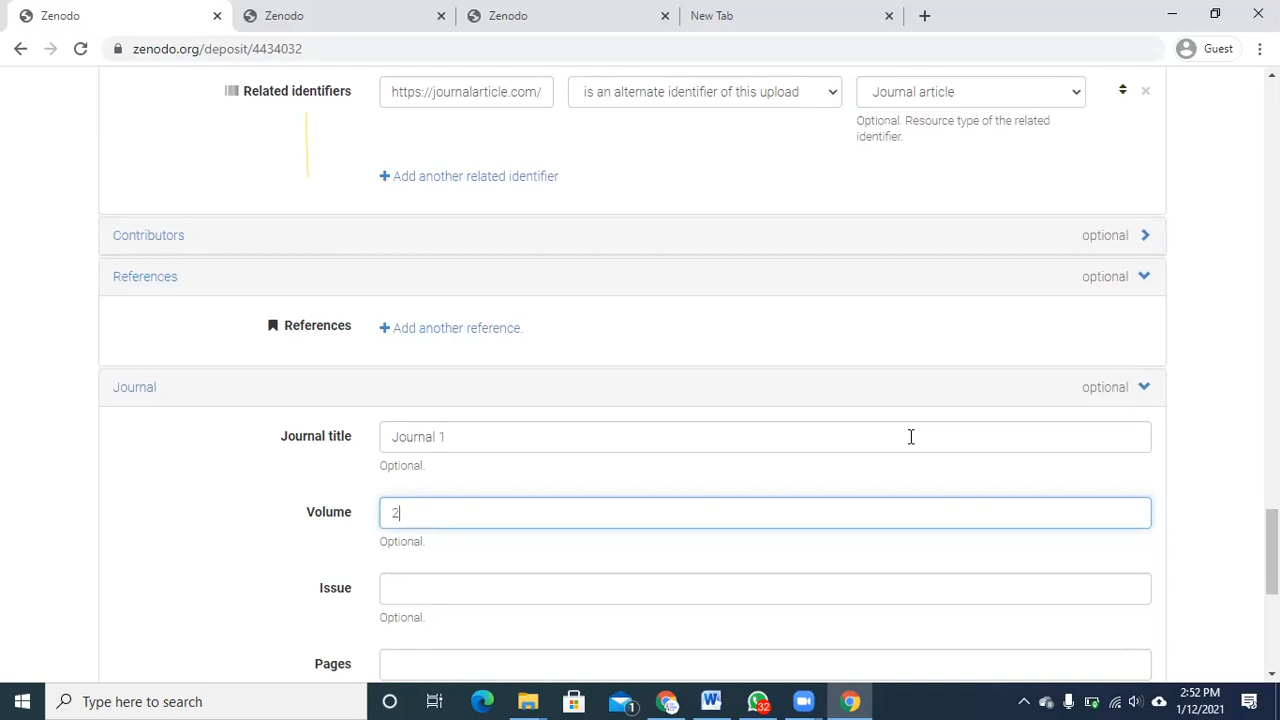 Zenodo
Zenodo
Zenodo
New Tab
zenodo.org/deposit/4434032
Guest
Related identifiers
https://journalarticle.com/
is an alternate identifier of this upload
Journal article
Optional. Resource type of the related
identifier.
Add another related identifier
Contributors
optional
References
optional
References
Add another reference.
Journal
optional
Journal title
Journal 1
Optional.
Volume
2
Optional.
Issue
Optional.
Pages
Type here to search
1
32
2:52 PM
1/12/2021